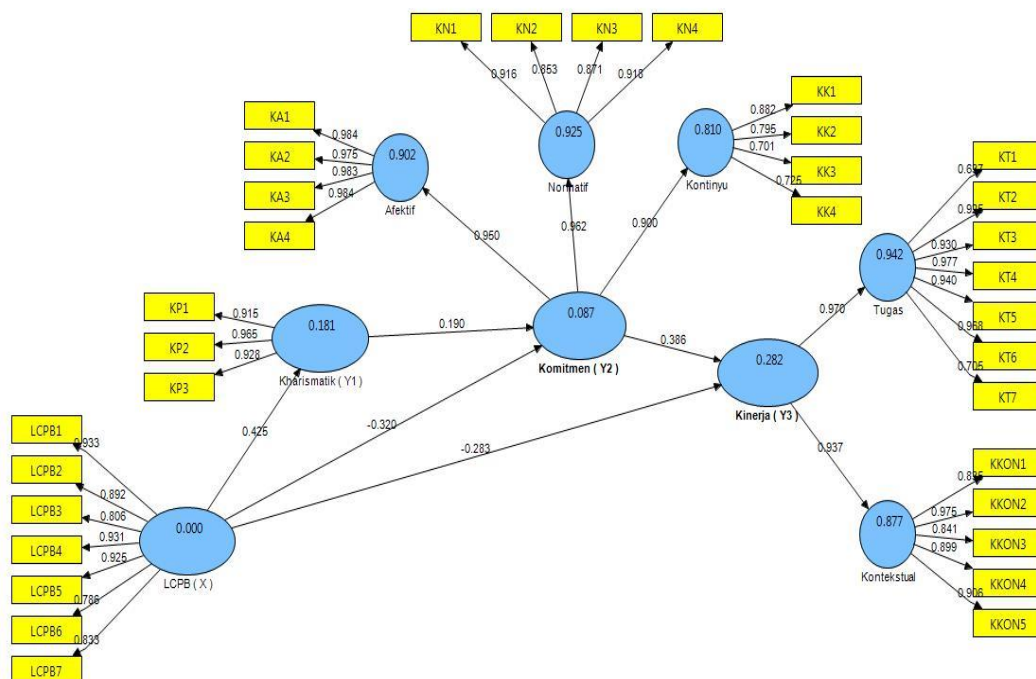 KN1
KN2
KN3
KN4
0.916
0.853
0.871
0.918
KA1
KA2
KA3
KA4
0.984
0.975
0.983
0.984
0.902
Afektif
0.925
Normatif
0.810
Kontinyu
0.882
0.795
0.701
0.725
KK1
KK2
KK3
KK4
0.950
0.962
0.900
KP1
KP2
KP3
0.915
0.965
0.928
0.181
Kharismatik ( Y1 )
0.190
0.087
Komitmen ( Y2 )
0.386
0.282
Kinerja ( Y3 )
0.970
0.942
Tugas
0.930
0.977
0.940
0.705
KT1
KT2
KT3
KT4
KT5
KT6
KT7
0.425
-0.320
-0.283
0.937
LCPB1
LCPB2
LCPB3
LCPB4
LCPB5
LCPB6
LCPB7
0.933
0.892
0.806
0.931
0.925
0.786
0.833
0.000
LCPB ( X )
0.877
Kontekstual
0.975
0.841
0.899
0.906
KKON1
KKON2
KKON3
KKON4
KKON5